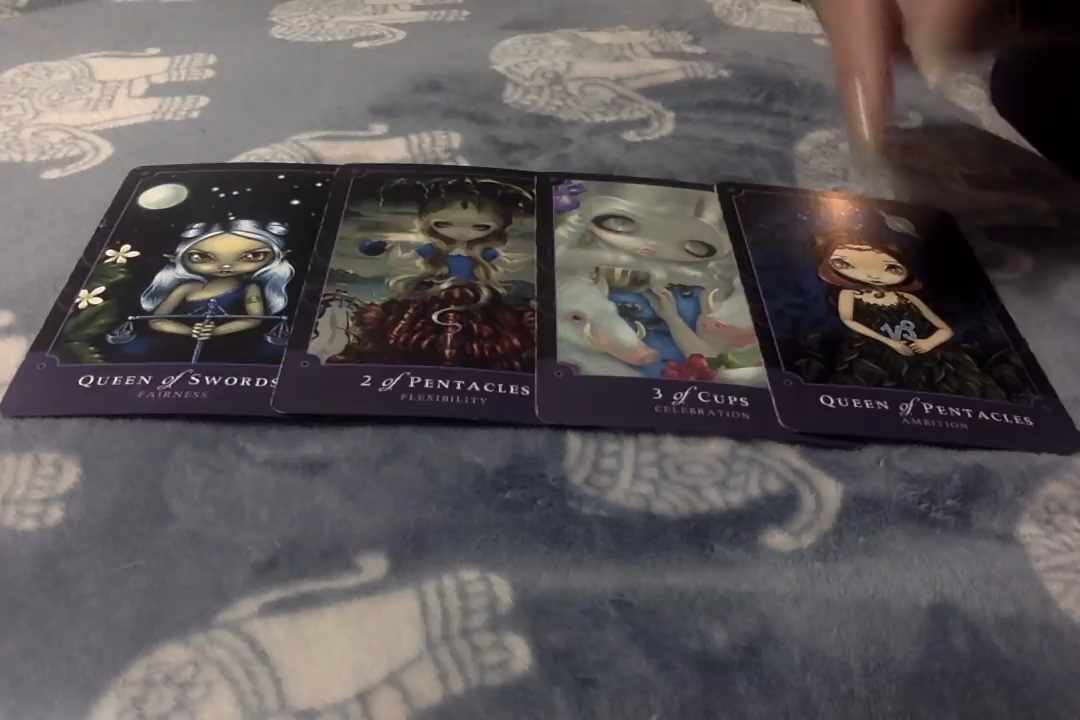 QUEEN of SWORDS
FAIRNESS
2 of PENTACLES
FLEXIBILITY
3 of CUPS
CELEBRATION
QUEEN of PENTACLES
AMBITION